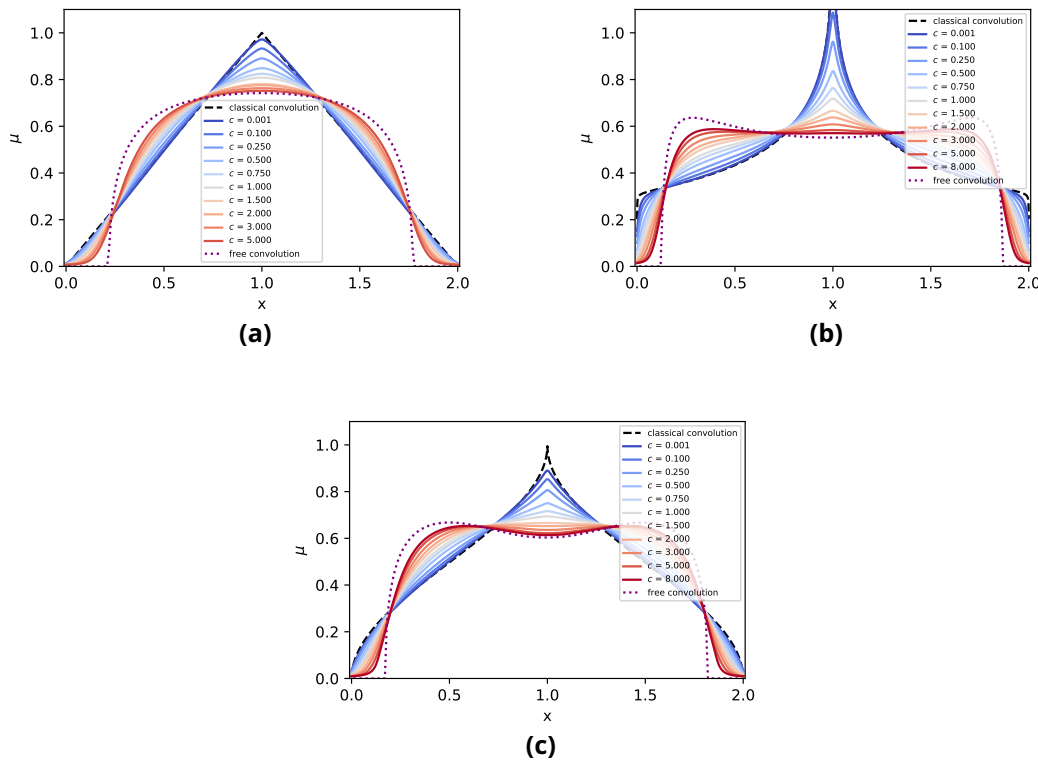 1.0
0.8
0.6
0.4
0.2
0.0
μ
classical convolution
c = 0.001
c = 0.100
c = 0.250
c = 0.500
c = 0.750
c = 1.000
c = 1.500
c = 2.000
c = 3.000
c = 5.000
free convolution
0.0 0.5 1.0 1.5 2.0
x
(a)
1.0
0.8
0.6
0.4
0.2
0.0
μ
classical convolution
c = 0.001
c = 0.100
c = 0.250
c = 0.500
c = 0.750
c = 1.000
c = 1.500
c = 2.000
c = 3.000
c = 5.000
c = 8.000
free convolution
0.0 0.5 1.0 1.5 2.0
x
(b)
1.0
0.8
0.6
0.4
0.2
0.0
μ
classical convolution
c = 0.001
c = 0.100
c = 0.250
c = 0.500
c = 0.750
c = 1.000
c = 1.500
c = 2.000
c = 3.000
c = 5.000
c = 8.000
free convolution
0.0 0.5 1.0 1.5 2.0
x
(c)